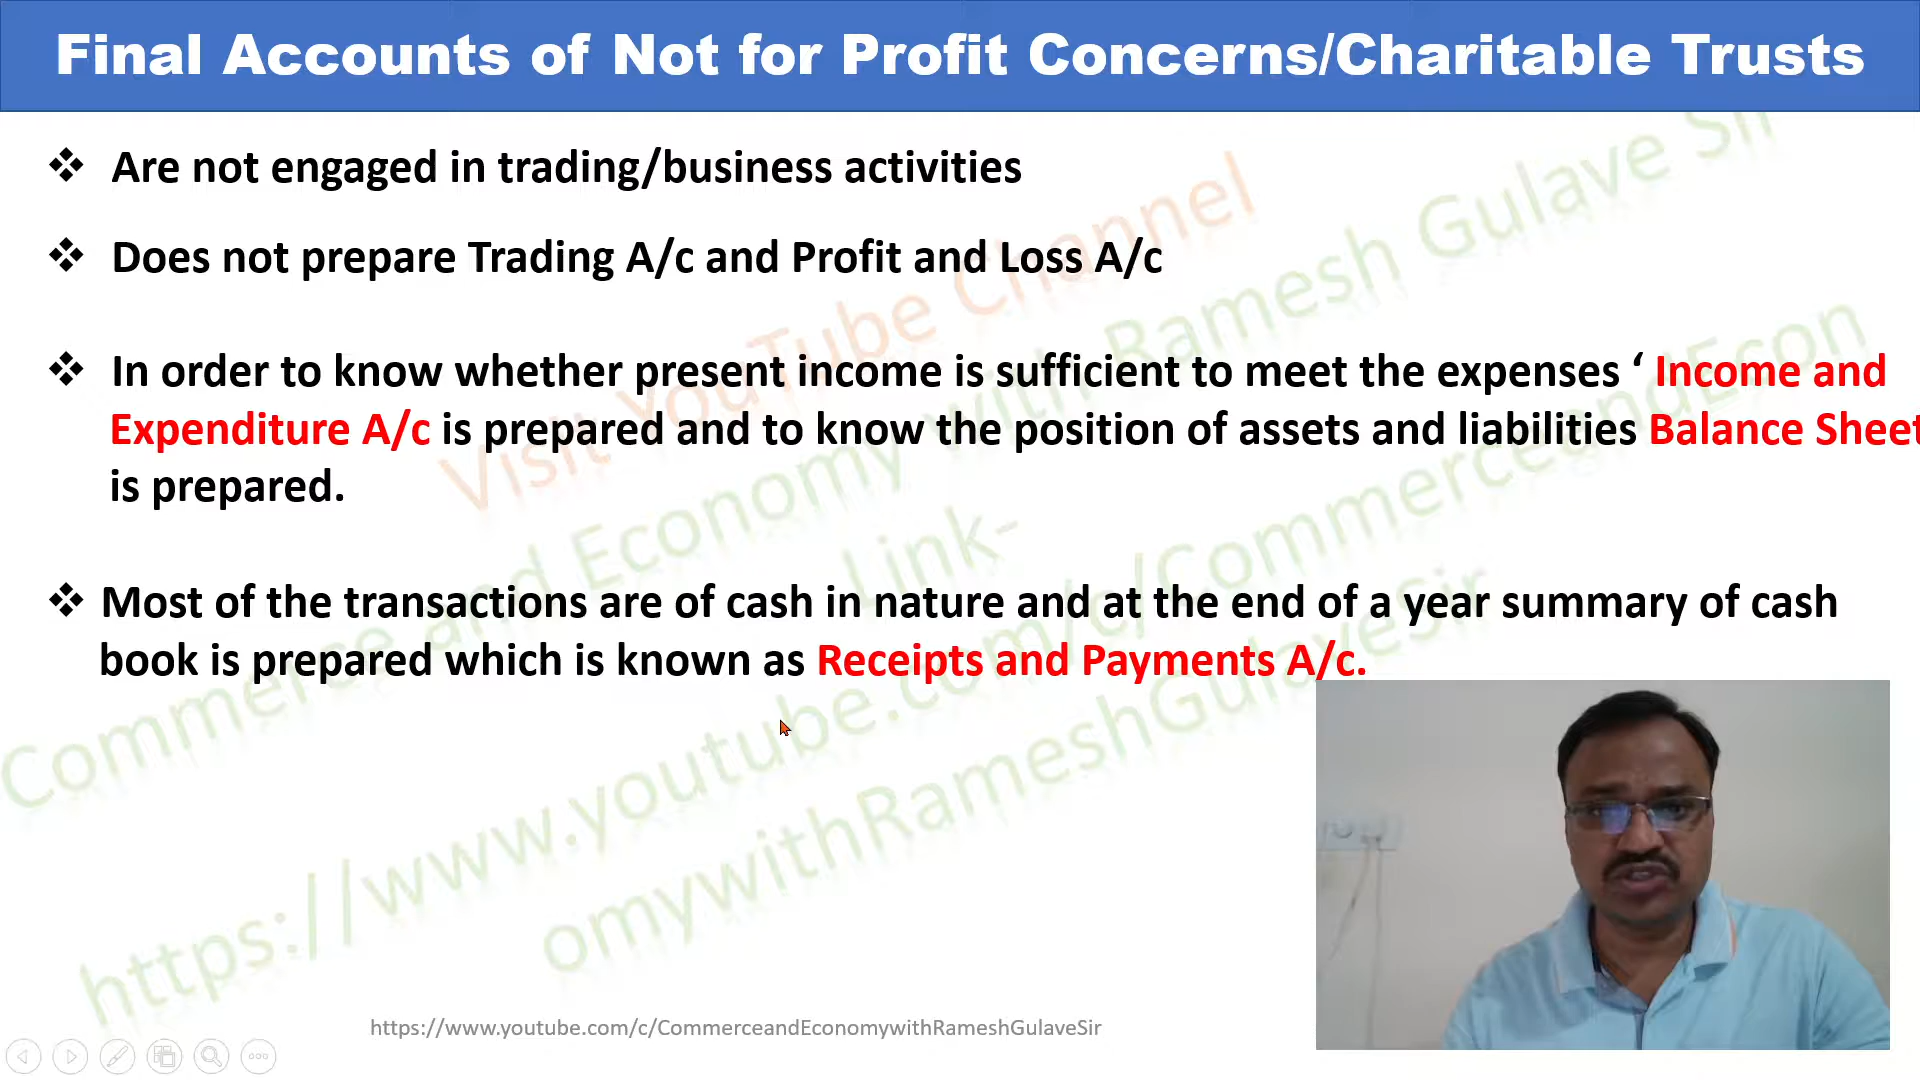 Final Accounts of Not for Profit Concerns/Charitable Trusts
❖ Are not engaged in trading/business activities
❖ Does not prepare Trading A/c and Profit and Loss A/c
❖ In order to know whether present income is sufficient to meet the expenses ‘ Income and
Expenditure A/c is prepared and to know the position of assets and liabilities Balance Sheet
is prepared.
❖ Most of the transactions are of cash in nature and at the end of a year summary of cash
book is prepared which is known as Receipts and Payments A/c.
Visit YouTube Channel
Commerce and Economy with Ramesh Gulave Sir
Link-
https://www.youtube.com/c/CommerceandEcon
omywithRameshGulaveSir
https://www.youtube.com/c/CommerceandEconomywithRameshGulaveSir